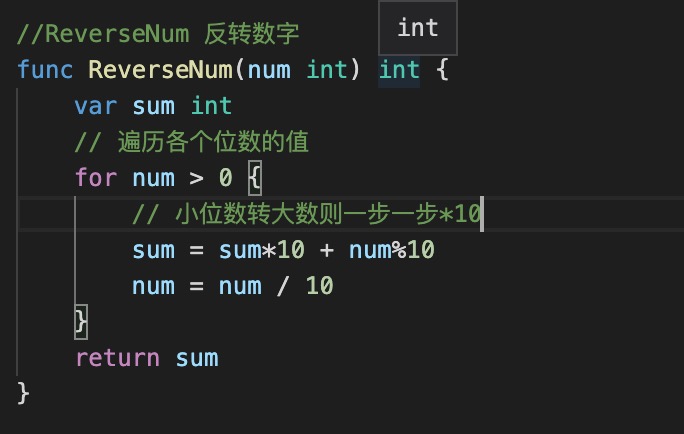 int
//ReverseNum 反转数字
func ReverseNum(num int) int {
var sum int
// 遍历各个位数的值
for num > 0 {
// 小位数转大数则一步一步*10
sum = sum*10 + num%10
num = num / 10
}
return sum
}